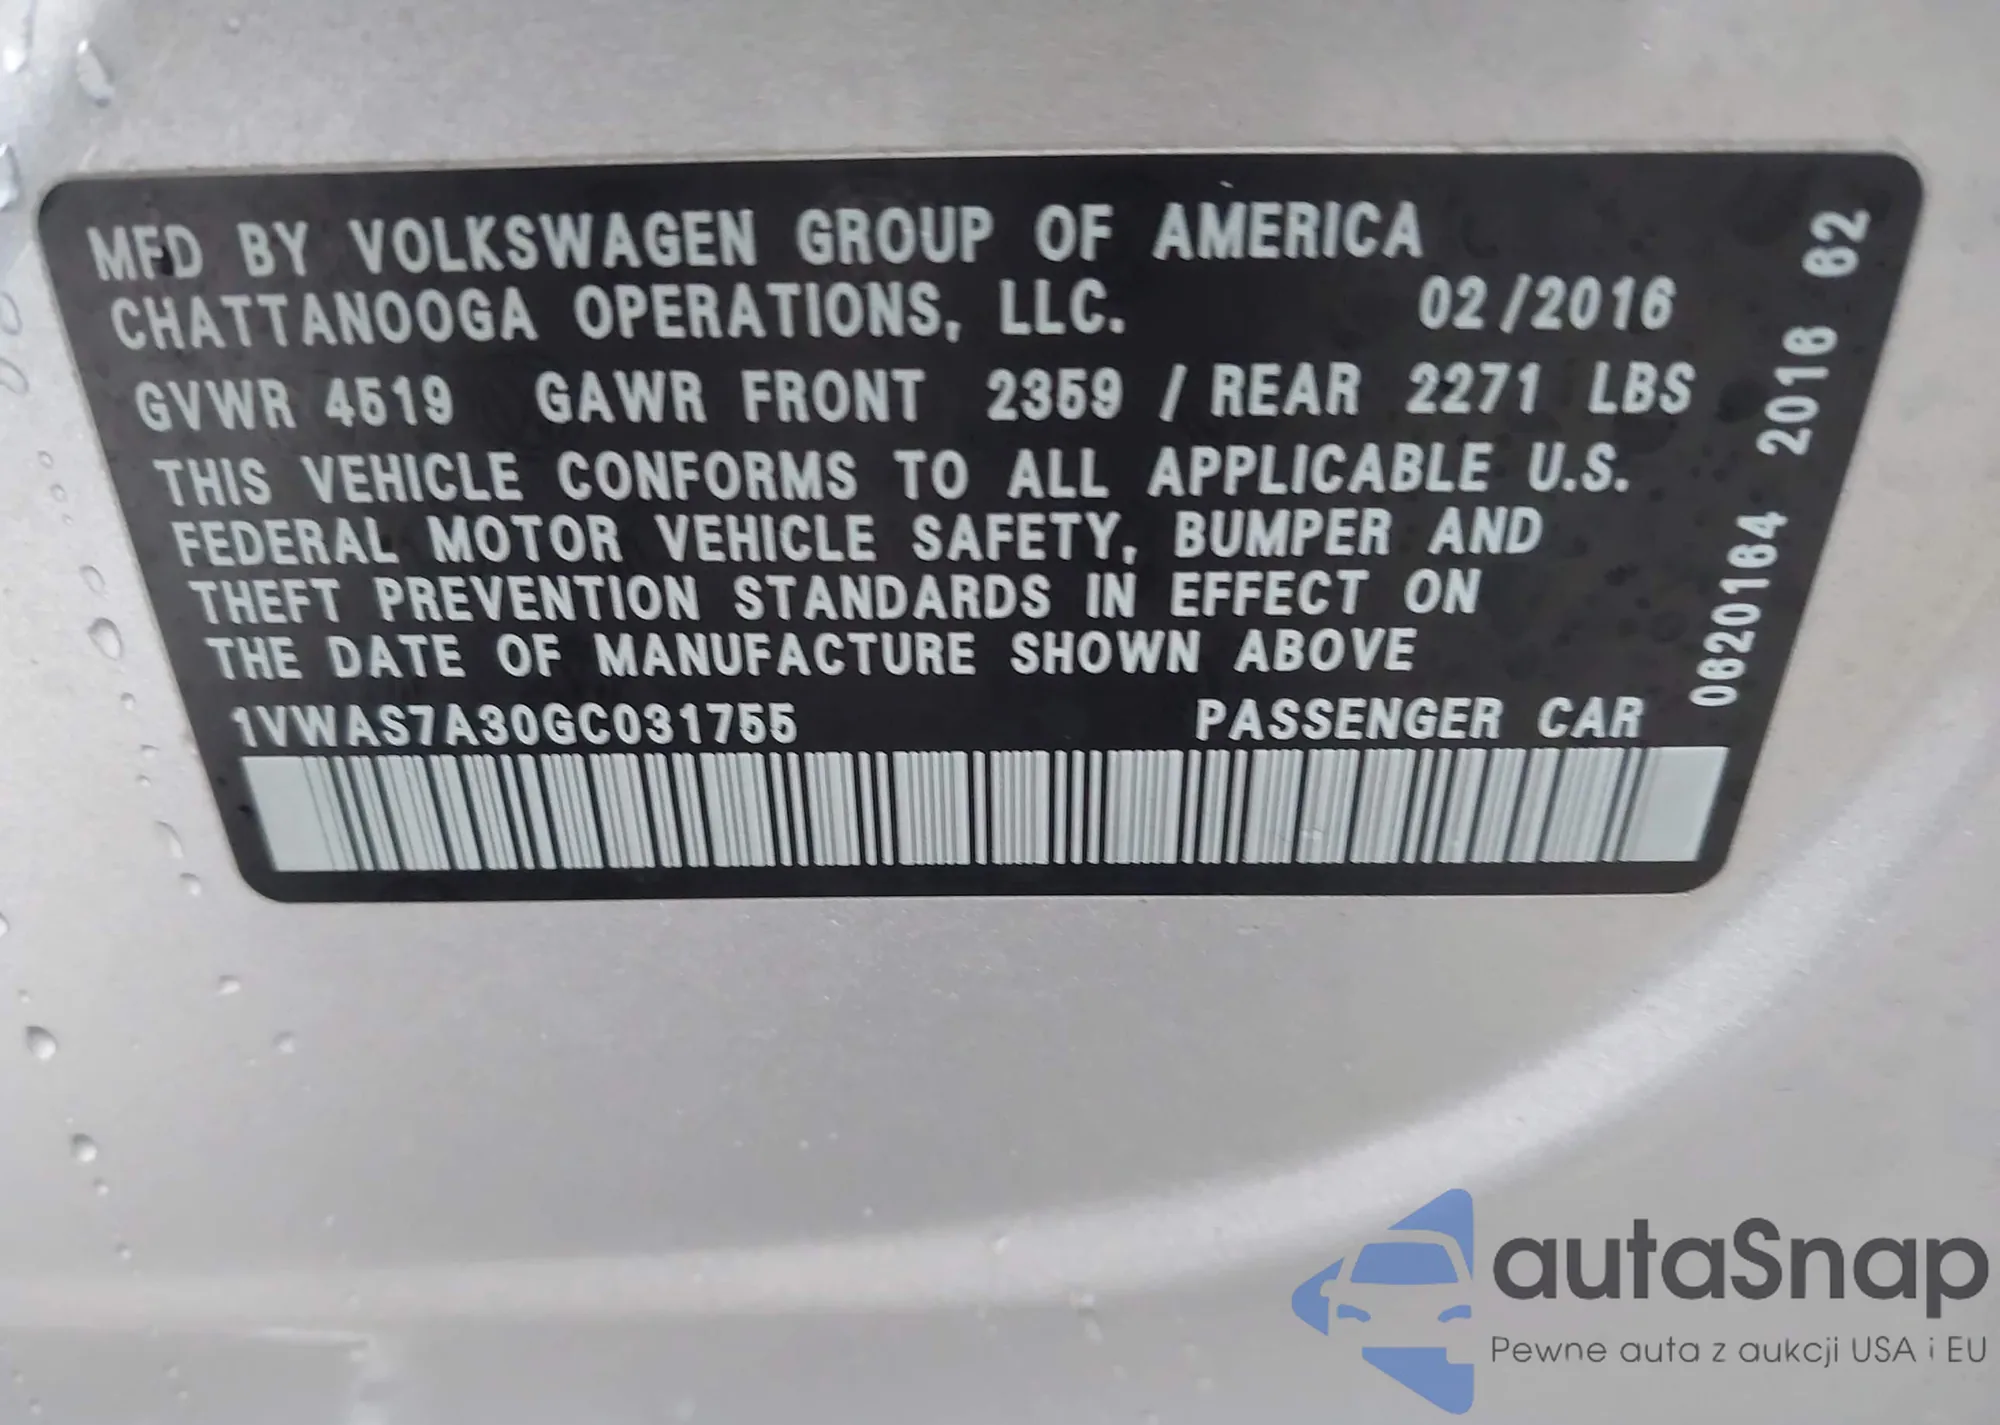 MFD BY VOLKSWAGEN GROUP OF AMERICA
CHATTANOOGA OPERATIONS, LLC. 02/2016
GVWR 4519 GAWR FRONT 2359 / REAR 2271 LBS
THIS VEHICLE CONFORMS TO ALL APPLICABLE U.S.
FEDERAL MOTOR VEHICLE SAFETY, BUMPER AND
THEFT PREVENTION STANDARDS IN EFFECT ON
THE DATE OF MANUFACTURE SHOWN ABOVE
1VWAS7A30GC031755 PASSENGER CAR
0620164 2016 62
autaSnap
Pewne auta z aukcji USA i EU